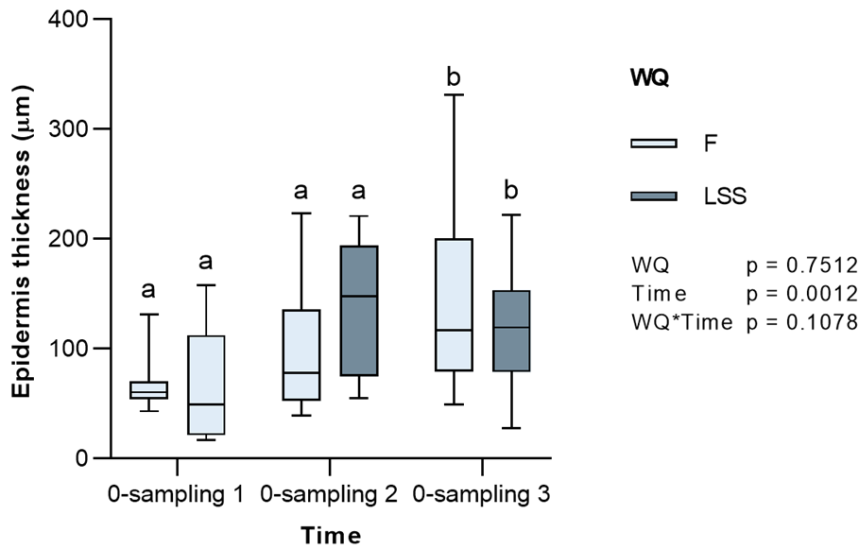 400
300
200
100
0
Epidermis thickness (μm)
a
a
a
a
b
b
0-sampling 1
0-sampling 2
0-sampling 3
Time
WQ
F
LSS
WQ p = 0.7512
Time p = 0.0012
WQ*Time p = 0.1078